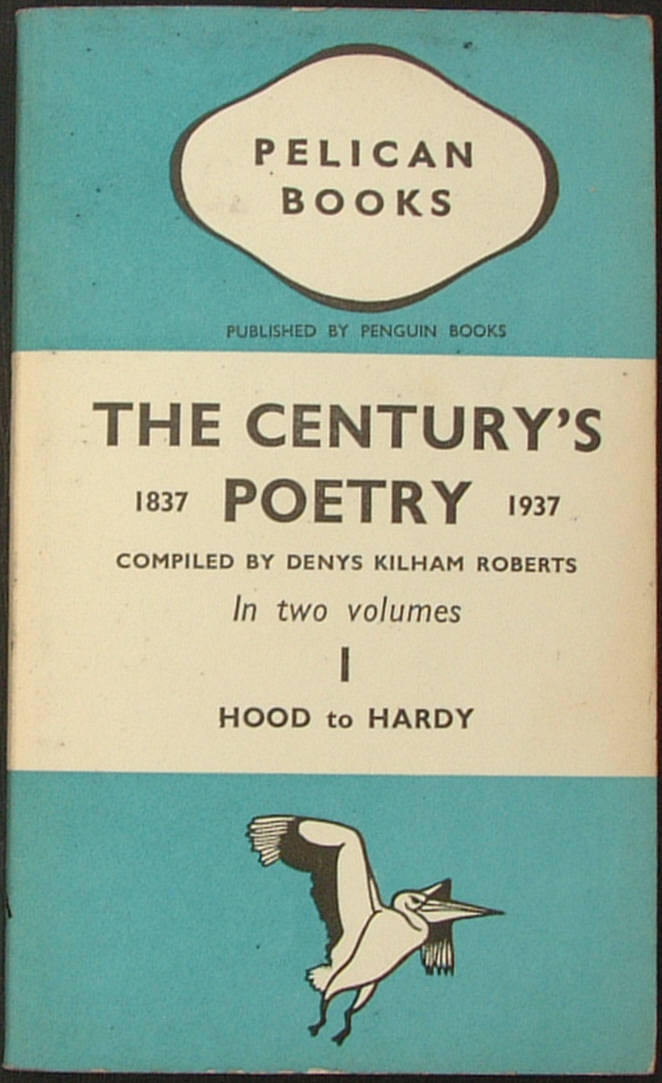 PELICAN
BOOKS
PUBLISHED BY PENGUIN BOOKS
THE CENTURY'S
1837 POETRY 1937
COMPILED BY DENYS KILHAM ROBERTS
In two volumes
I
HOOD to HARDY